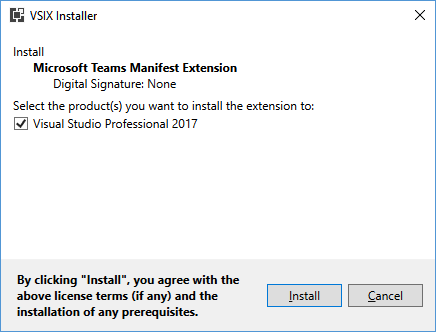 VSIX Installer
Install
Microsoft Teams Manifest Extension
Digital Signature: None
Select the product(s) you want to install the extension to:
Visual Studio Professional 2017
By clicking "Install", you agree with the
above license terms (if any) and the
installation of any prerequisites.
Install
Cancel